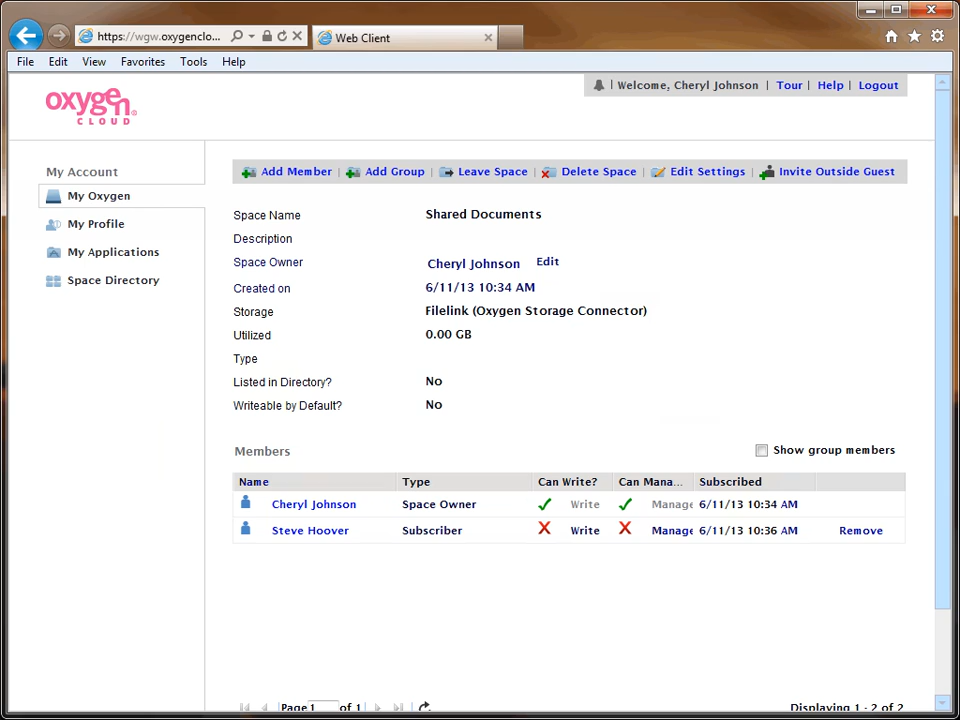 https://wgw.oxygenclo...
Web Client
File Edit View Favorites Tools Help
Welcome, Cheryl Johnson | Tour | Help | Logout
oxygen
CLOUD
My Account
My Oxygen
My Profile
My Applications
Space Directory
Add Member | Add Group | Leave Space | Delete Space | Edit Settings | Invite Outside Guest
Space Name Shared Documents
Description
Space Owner Cheryl Johnson Edit
Created on 6/11/13 10:34 AM
Storage Filelink (Oxygen Storage Connector)
Utilized 0.00 GB
Type
Listed in Directory? No
Writeable by Default? No
Members Show group members
Name Type Can Write? Can Mana... Subscribed
Cheryl Johnson Space Owner Write Manage 6/11/13 10:34 AM
Steve Hoover Subscriber Write Manage 6/11/13 10:36 AM Remove
Page 1 of 1 Displaying 1 - 2 of 2